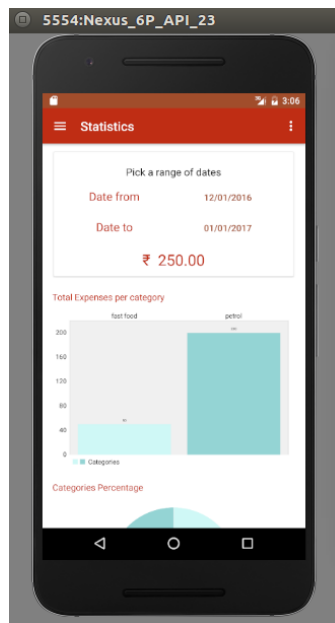 5554:Nexus_6P_API_23
3:06
Statistics
Pick a range of dates
Date from 12/01/2016
Date to 01/01/2017
₹ 250.00
Total Expenses per category
fast food petrol
200
160
120
80
40
0
Categories
Categories Percentage